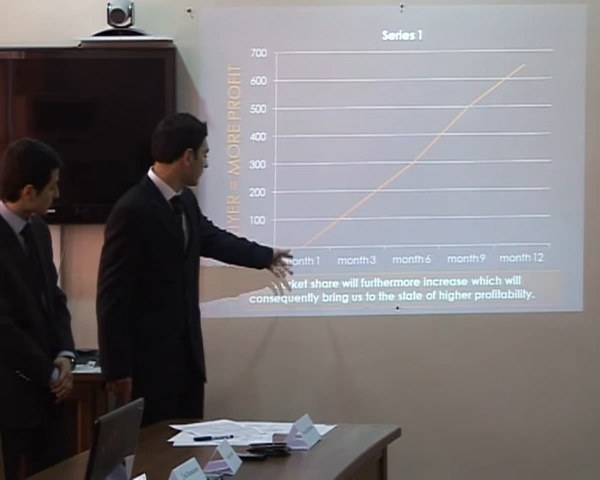 Series 1
700
600
500
400
300
200
100
= MORE PROFIT
month 3 month 6 month 9 month 12
share will furthermore increase which will
consequently bring us to the state of higher profitability.